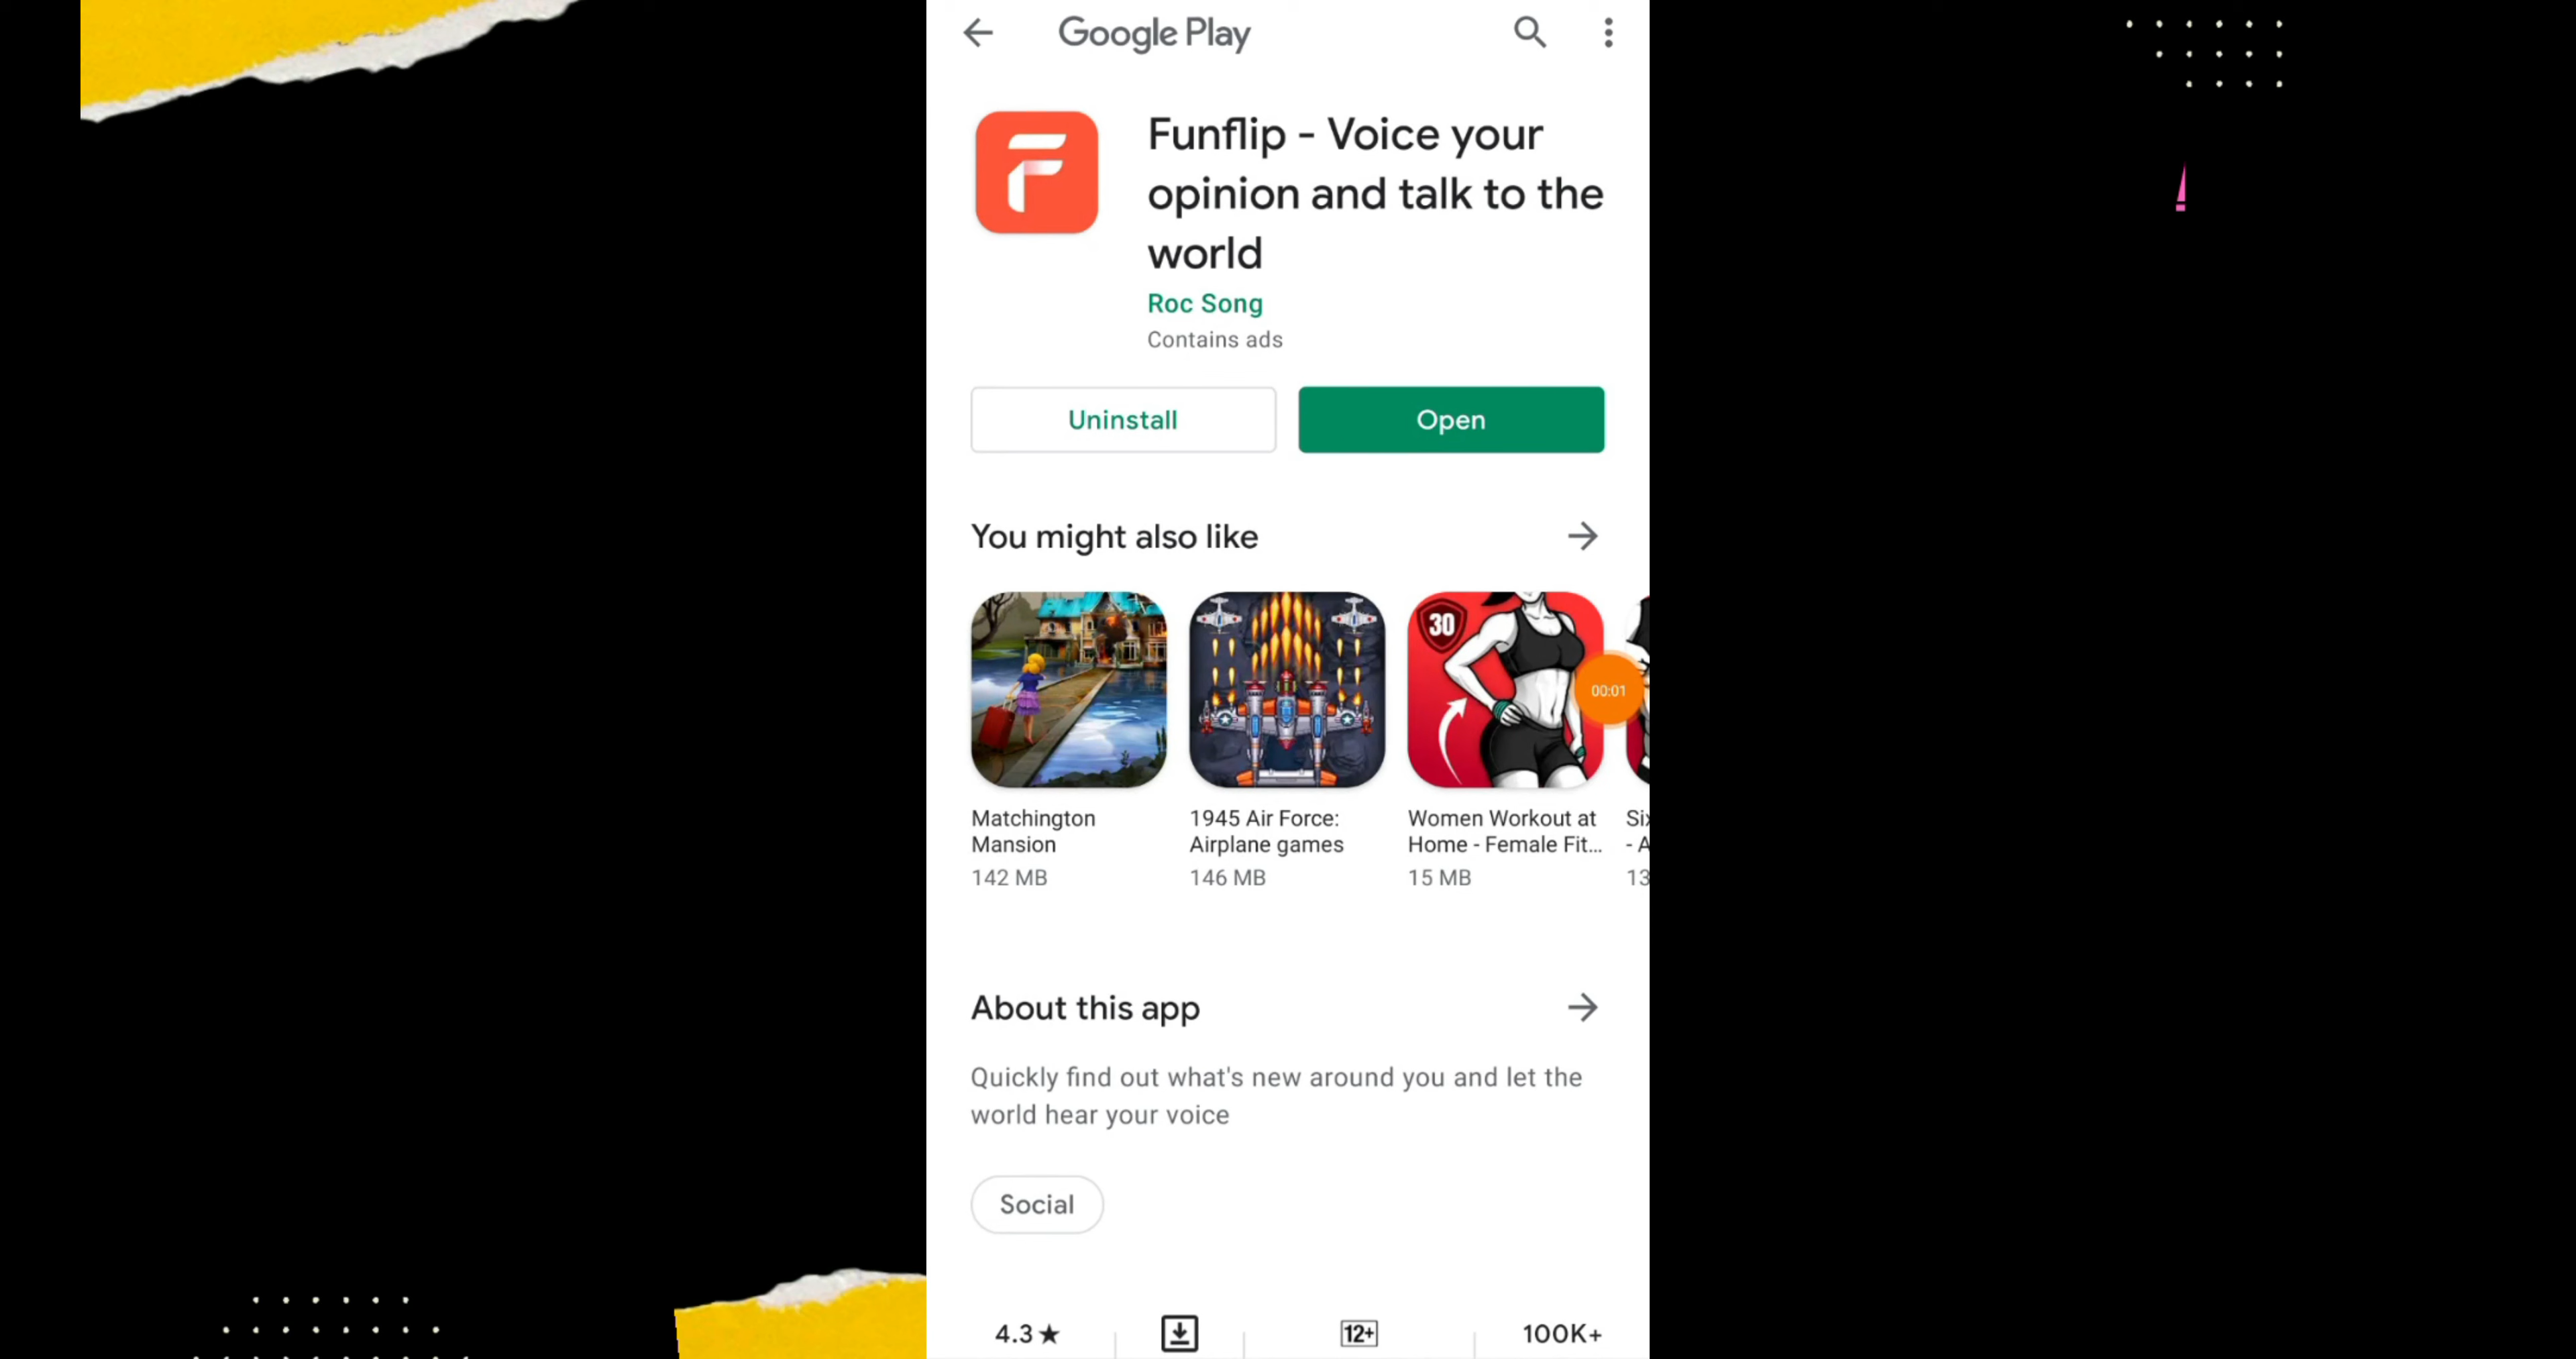 Google Play
Funflip - Voice your
opinion and talk to the
world
Roc Song
Contains ads
Uninstall
Open
You might also like
30
00:01
Matchington
Mansion
142 MB
1945 Air Force:
Airplane games
146 MB
Women Workout at
Home - Female Fit...
15 MB
- A
13
About this app
Quickly find out what's new around you and let the
world hear your voice
Social
4.3★
12+
100K+